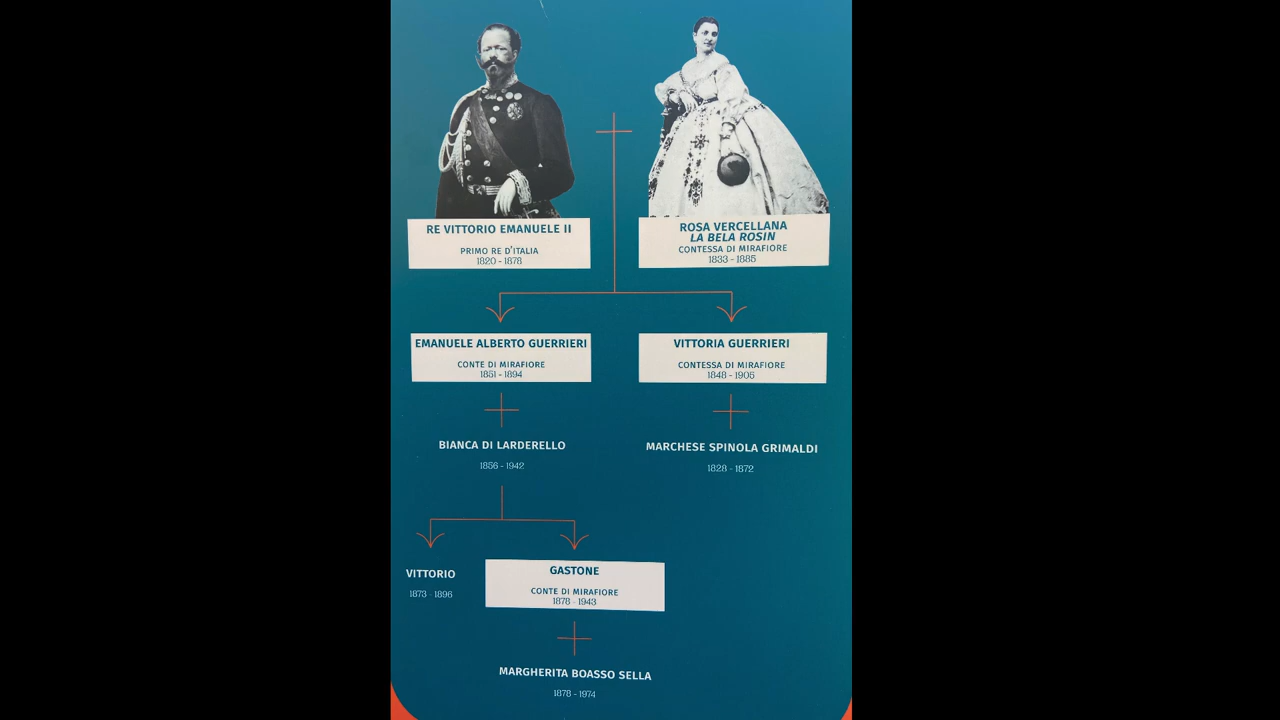 RE VITTORIO EMANUELE II
PRIMO RE D'ITALIA
1820 - 1878
ROSA VERCELLANA
LA BELA ROSIN
CONTESSA DI MIRAFIORE
1833 - 1885
EMANUELE ALBERTO GUERRIERI
CONTE DI MIRAFIORE
1851 - 1894
VITTORIA GUERRIERI
CONTESSA DI MIRAFIORE
1848 - 1905
BIANCA DI LARDERELLO
1856 - 1942
MARCHESE SPINOLA GRIMALDI
1828 - 1872
VITTORIO
1873 - 1896
GASTONE
CONTE DI MIRAFIORE
1878 - 1943
MARGHERITA BOASSO SELLA
1878 - 1974